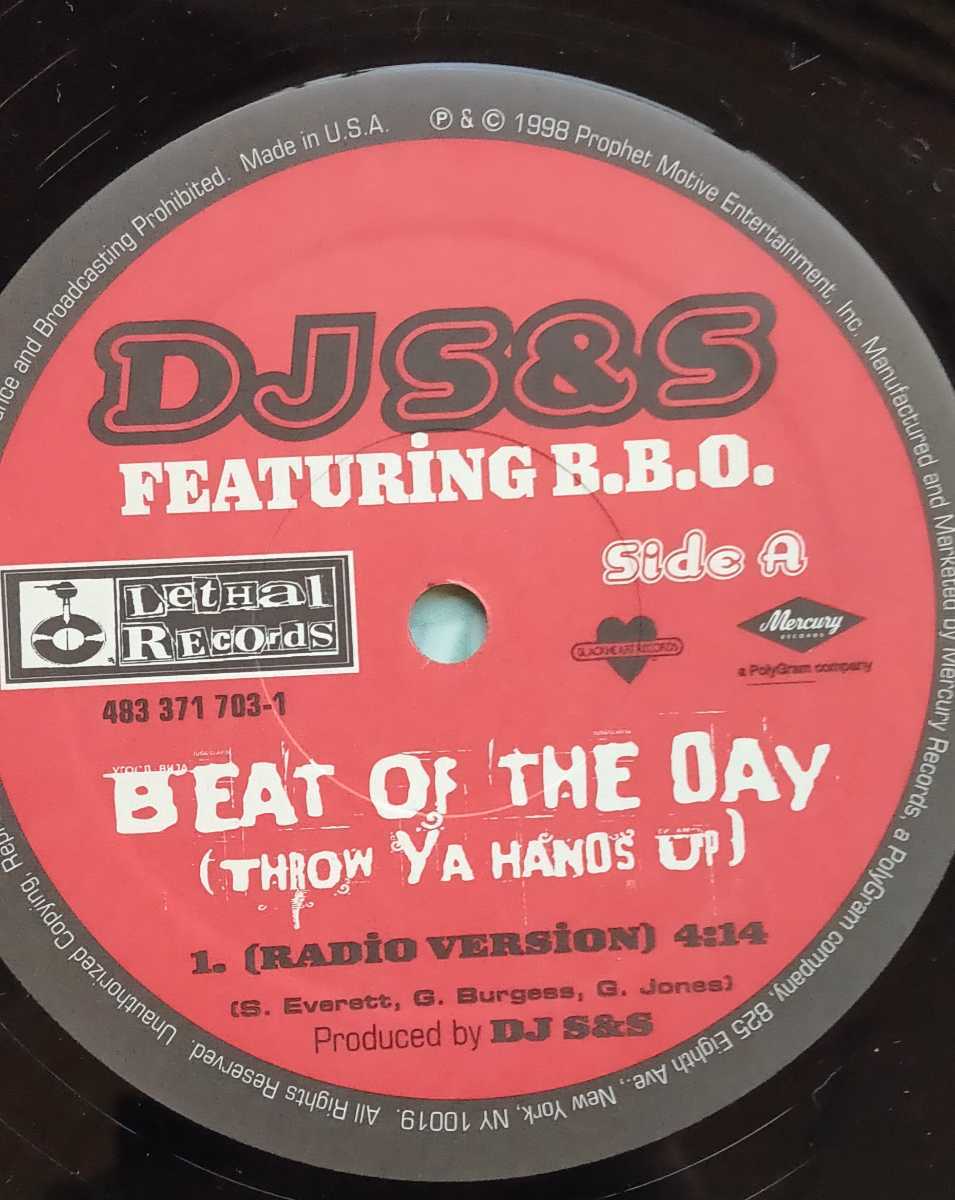 DJ S&S
FEATURING B.B.O.
Side A
Lethal
Records
BLACKHEART RECORDS
Mercury
RECORDS
a PolyGram company
483 371 703-1
BEAT OF THE DAY
(THROW YA HANDS UP)
1. (RADIO VERSION) 4:14
(S. Everett, G. Burgess, G. Jones)
Produced by DJ S&S
℗ & © 1998 Prophet Motive Entertainment, Inc. Manufactured and Marketed by Mercury Records, a PolyGram company, 825 Eighth Ave., New York, NY 10019. All Rights Reserved. Unauthorized Copying, and Broadcasting Prohibited. Made in U.S.A.